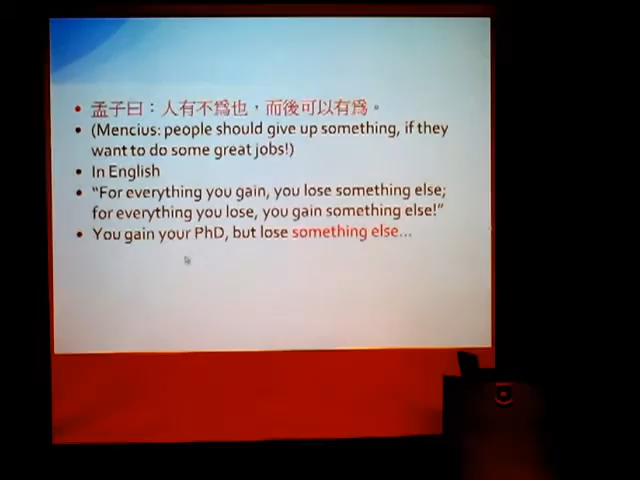 孟子曰：人有不爲也，而後可以有爲。
(Mencius: people should give up something, if they
want to do some great jobs!)
In English
“For everything you gain, you lose something else;
for everything you lose, you gain something else!”
You gain your PhD, but lose something else...